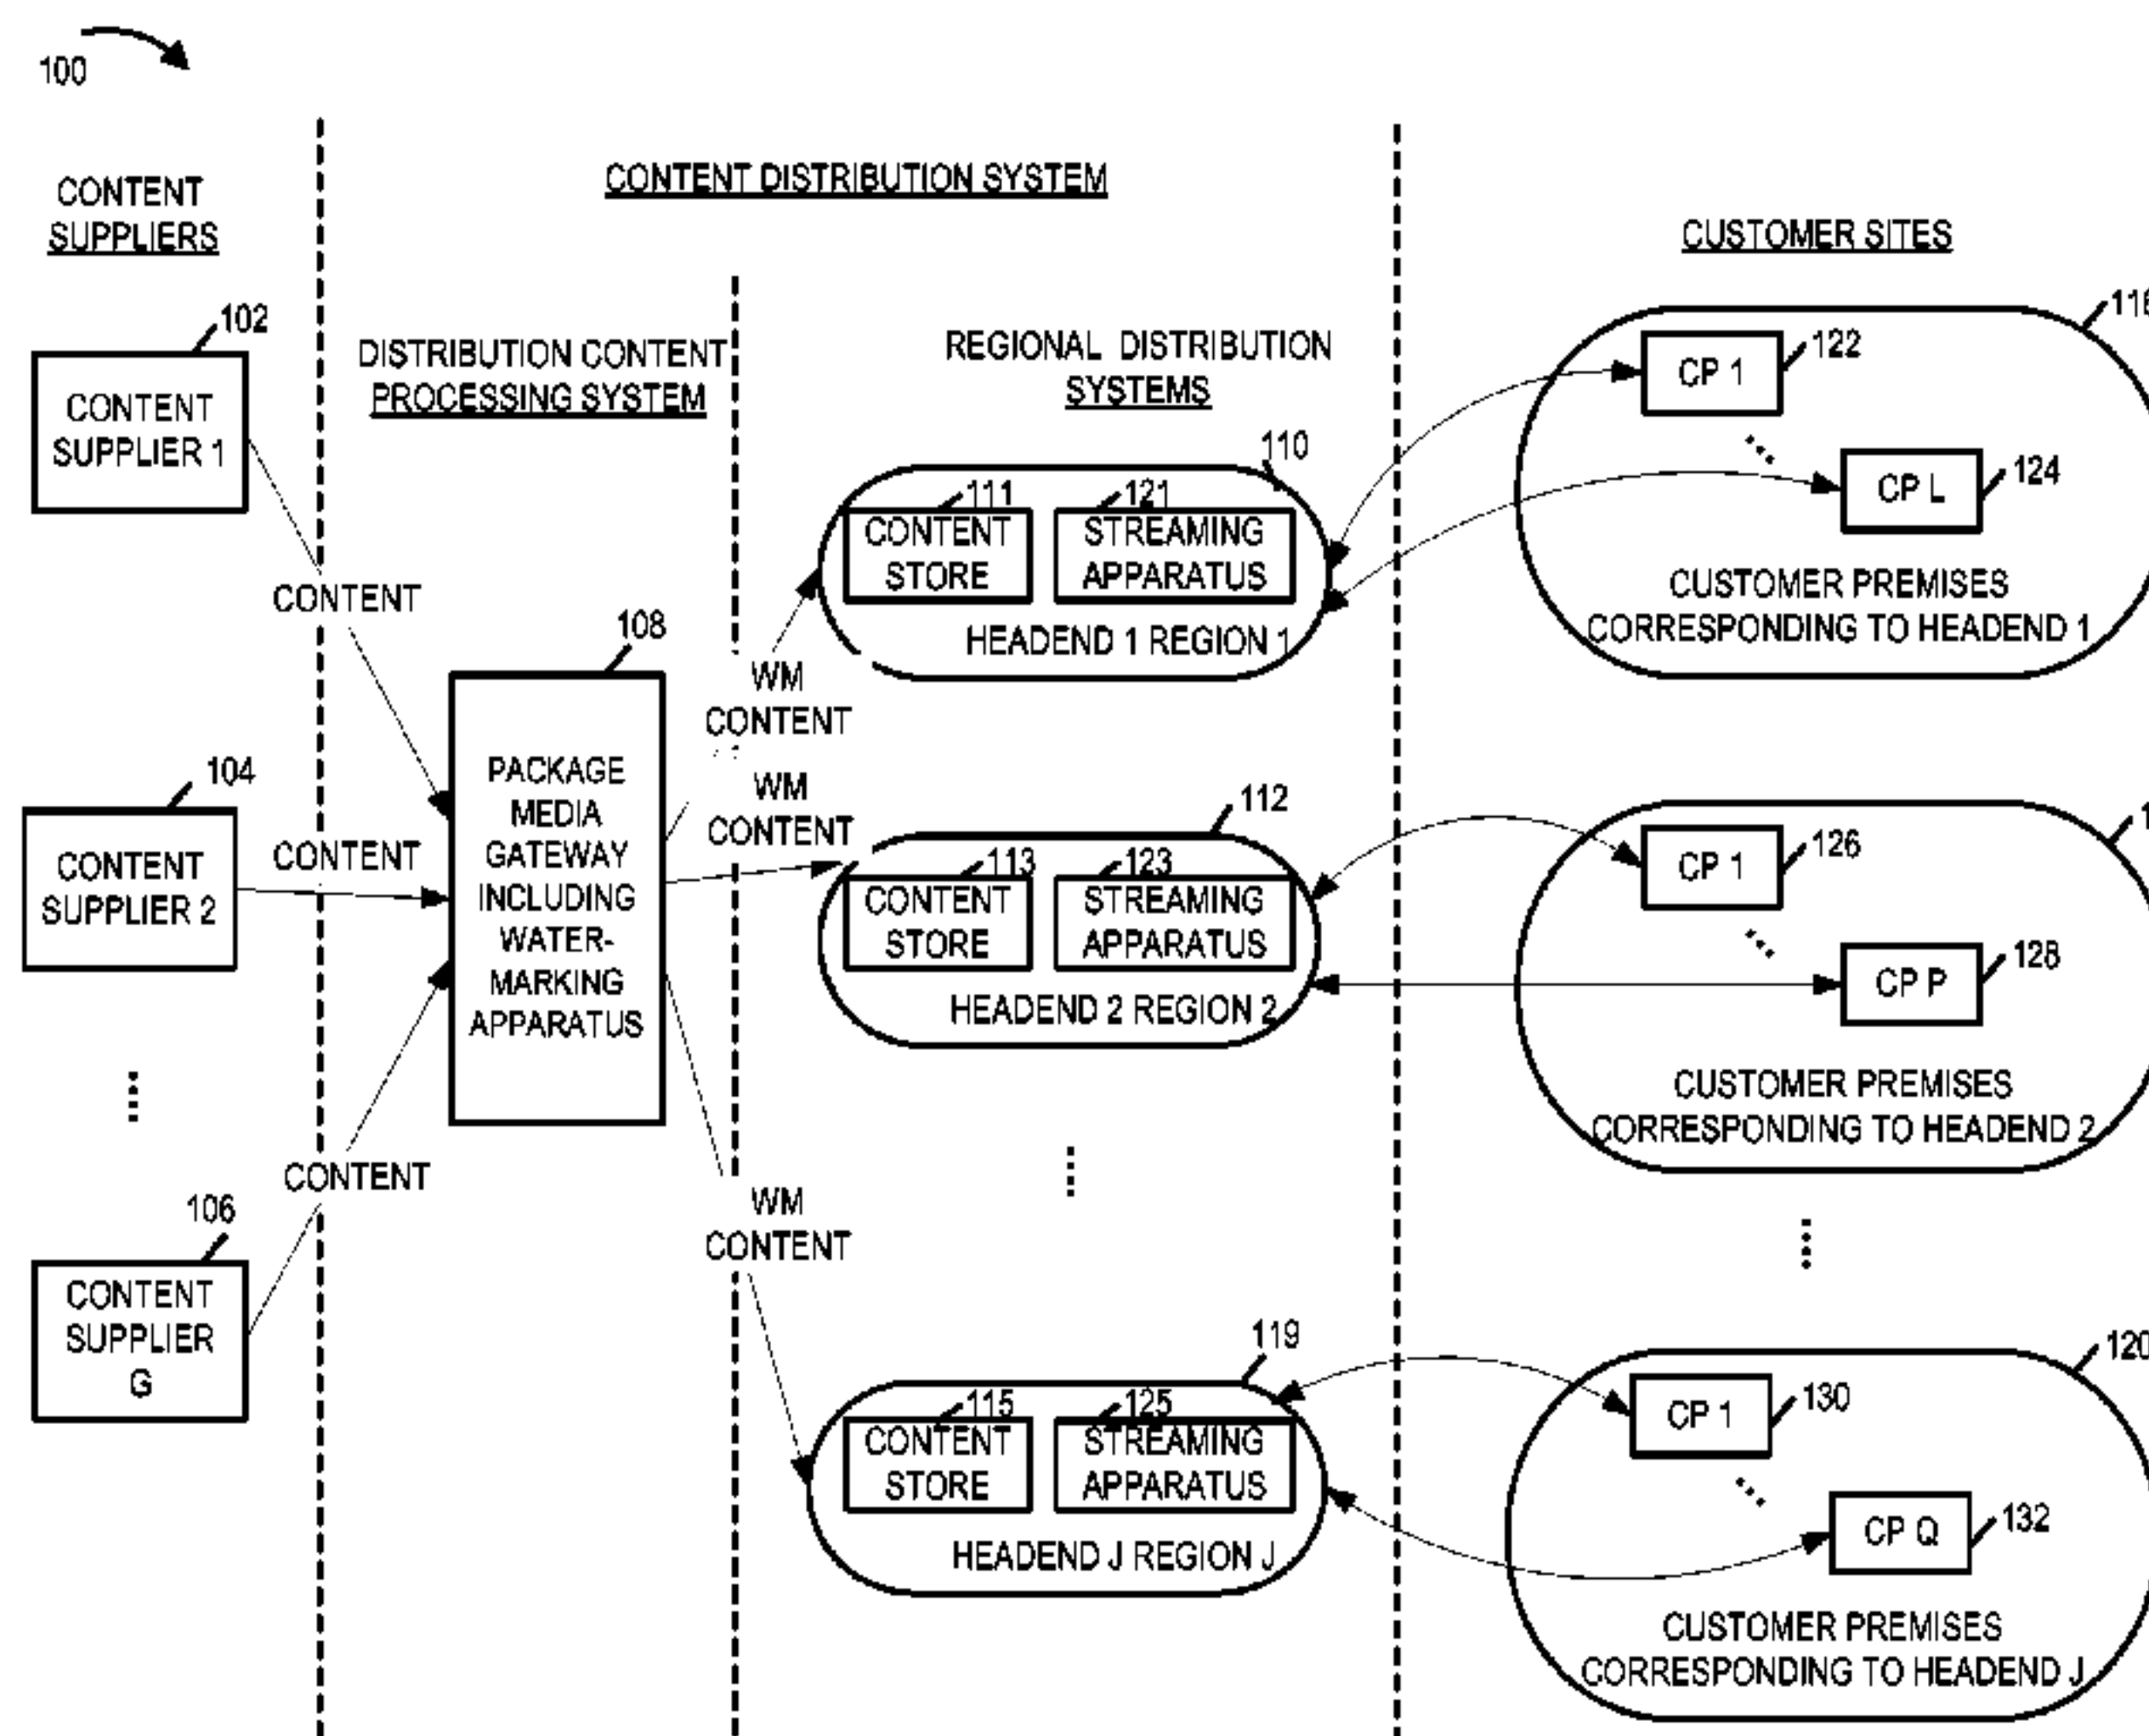 100
CONTENT
SUPPLIERS
CONTENT DISTRIBUTION SYSTEM
CUSTOMER SITES
DISTRIBUTION CONTENT
PROCESSING SYSTEM
REGIONAL DISTRIBUTION
SYSTEMS
102
CONTENT
SUPPLIER 1
CONTENT
104
CONTENT
SUPPLIER 2
CONTENT
106
CONTENT
SUPPLIER
G
CONTENT
108
PACKAGE
MEDIA
GATEWAY
INCLUDING
WATER-
MARKING
APPARATUS
WM
CONTENT
WM
CONTENT
WM
CONTENT
110
111
CONTENT
STORE
121
STREAMING
APPARATUS
HEADEND 1 REGION 1
112
113
CONTENT
STORE
123
STREAMING
APPARATUS
HEADEND 2 REGION 2
119
115
CONTENT
STORE
125
STREAMING
APPARATUS
HEADEND J REGION J
CP 1
122
CP L
124
CUSTOMER PREMISES
CORRESPONDING TO HEADEND 1
CP 1
126
CP P
128
CUSTOMER PREMISES
CORRESPONDING TO HEADEND 2
120
CP 1
130
CP Q
132
CUSTOMER PREMISES
CORRESPONDING TO HEADEND J